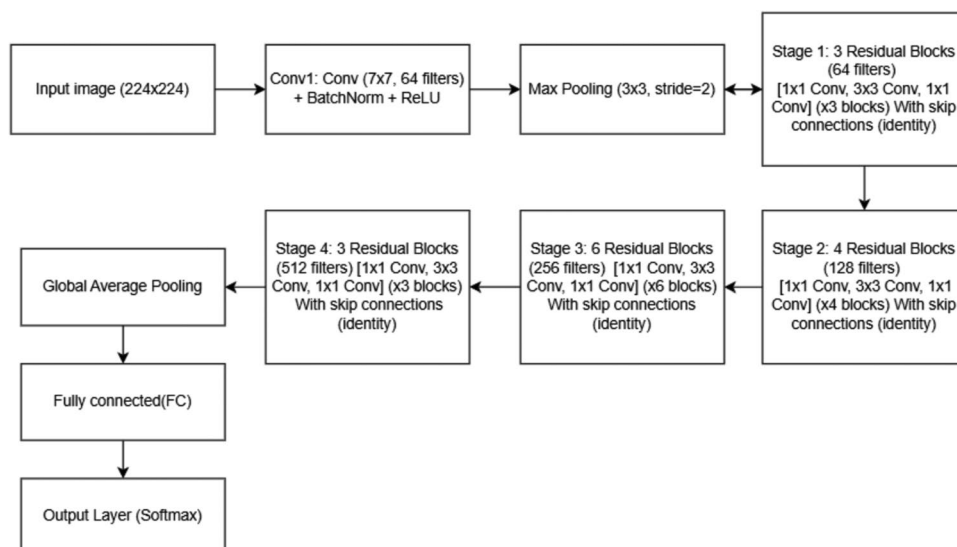 Input image (224x224)
Conv1: Conv (7x7, 64 filters)
+ BatchNorm + ReLU
Max Pooling (3x3, stride=2)
Stage 1: 3 Residual Blocks
(64 filters)
[1x1 Conv, 3x3 Conv, 1x1
Conv] (x3 blocks) With skip
connections (identity)
Stage 2: 4 Residual Blocks
(128 filters)
[1x1 Conv, 3x3 Conv, 1x1
Conv] (x4 blocks) With skip
connections (identity)
Stage 3: 6 Residual Blocks
(256 filters) [1x1 Conv, 3x3
Conv, 1x1 Conv] (x6 blocks)
With skip connections
(identity)
Stage 4: 3 Residual Blocks
(512 filters) [1x1 Conv, 3x3
Conv, 1x1 Conv] (x3 blocks)
With skip connections
(identity)
Global Average Pooling
Fully connected(FC)
Output Layer (Softmax)